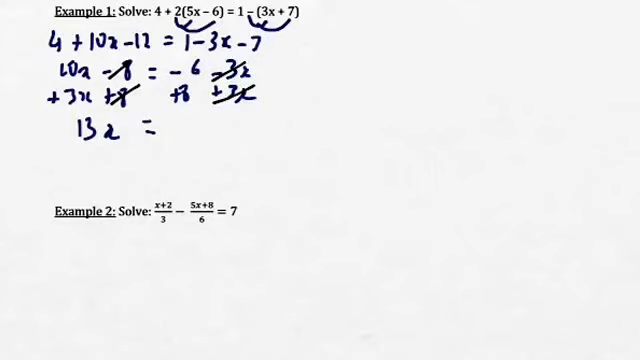 Example 1: Solve: 4 + 2(5x − 6) = 1 − (3x + 7)
4 + 10x − 12 = 1 − 3x − 7
10x − 8 = − 6 − 3x
+ 3x + 8 + 8 + 3x
13x =
Example 2: Solve: (x+2)/3 − (5x+8)/6 = 7